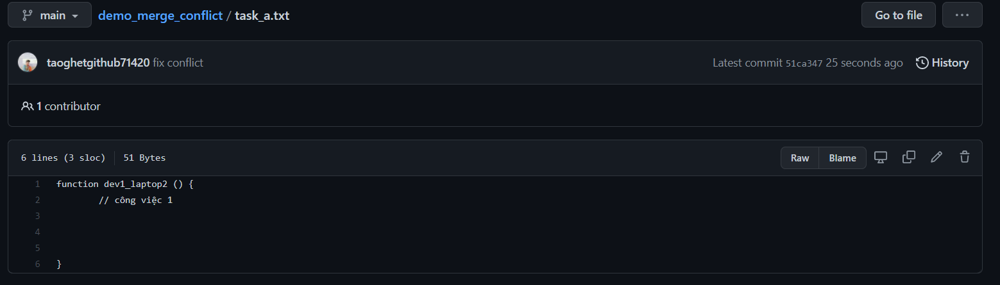 main demo_merge_conflict / task_a.txt Go to file ...
taoghetgithub71420 fix conflict Latest commit 51ca347 25 seconds ago History
1 contributor
6 lines (3 sloc) 51 Bytes Raw Blame
1 function dev1_laptop2 () {
2 // công việc 1
3
4
5
6 }